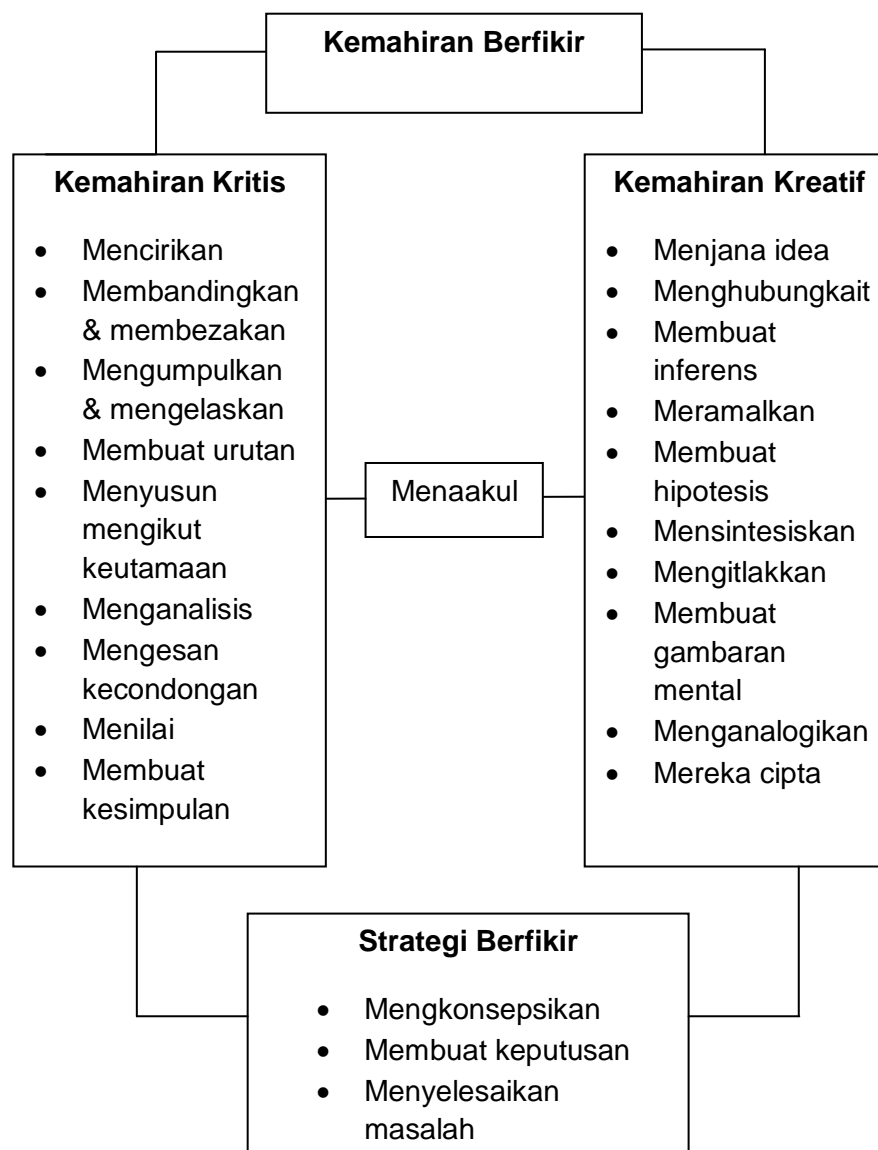 Kemahiran Berfikir
Kemahiran Kritis
• Mencirikan
• Membandingkan
& membezakan
• Mengumpulkan
& mengelaskan
• Membuat urutan
• Menyusun
mengikut
keutamaan
• Menganalisis
• Mengesan
kecondongan
• Menilai
• Membuat
kesimpulan
Menaakul
Kemahiran Kreatif
• Menjana idea
• Menghubungkait
• Membuat
inferens
• Meramalkan
• Membuat
hipotesis
• Mensintesiskan
• Mengitlakkan
• Membuat
gambaran
mental
• Menganalogikan
• Mereka cipta
Strategi Berfikir
• Mengkonsepsikan
• Membuat keputusan
• Menyelesaikan
masalah